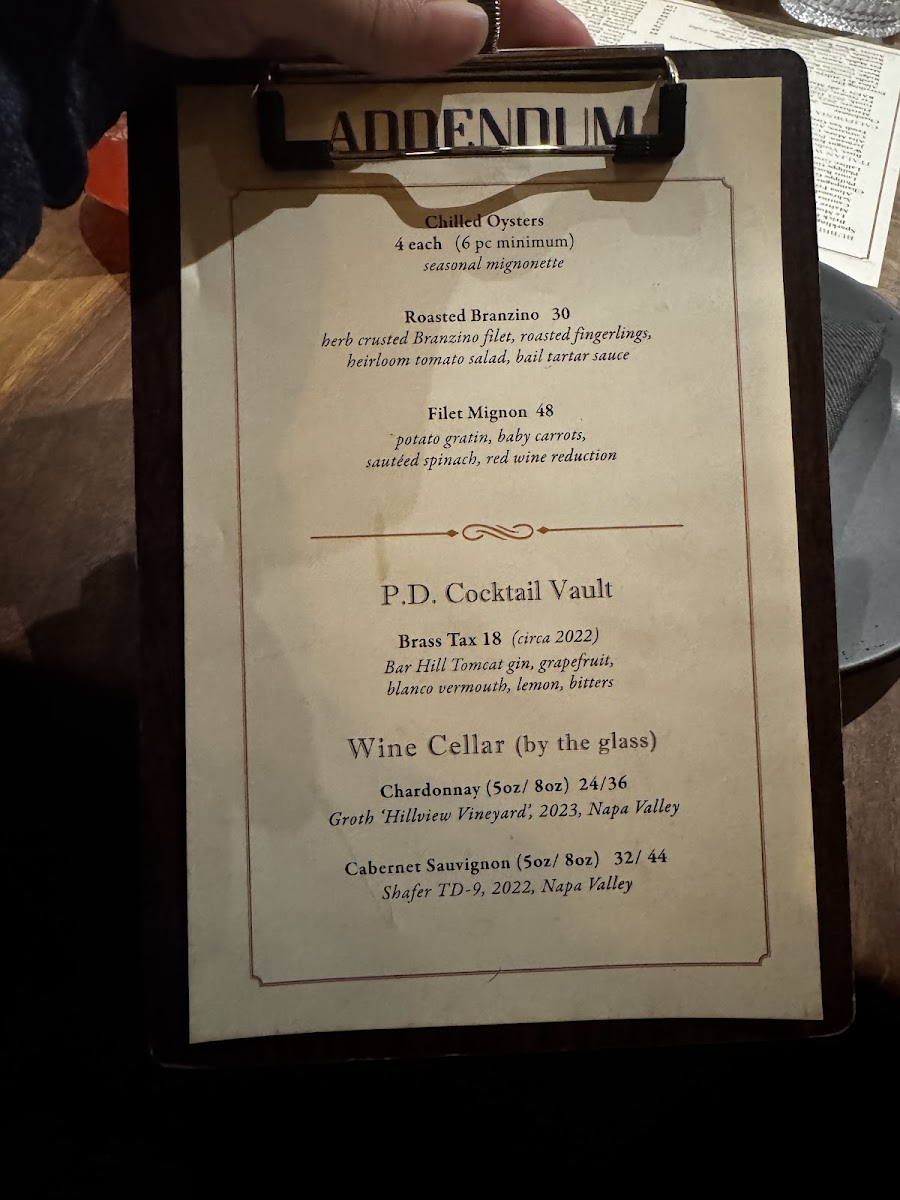 ADDENDUM
Chilled Oysters
4 each (6 pc minimum)
seasonal mignonette
Roasted Branzino 30
herb crusted Branzino filet, roasted fingerlings,
heirloom tomato salad, bail tartar sauce
Filet Mignon 48
potato gratin, baby carrots,
sautéed spinach, red wine reduction
P.D. Cocktail Vault
Brass Tax 18 (circa 2022)
Bar Hill Tomcat gin, grapefruit,
blanco vermouth, lemon, bitters
Wine Cellar (by the glass)
Chardonnay (5oz/ 8oz) 24/36
Groth 'Hillview Vineyard', 2023, Napa Valley
Cabernet Sauvignon (5oz/ 8oz) 32/ 44
Shafer TD-9, 2022, Napa Valley